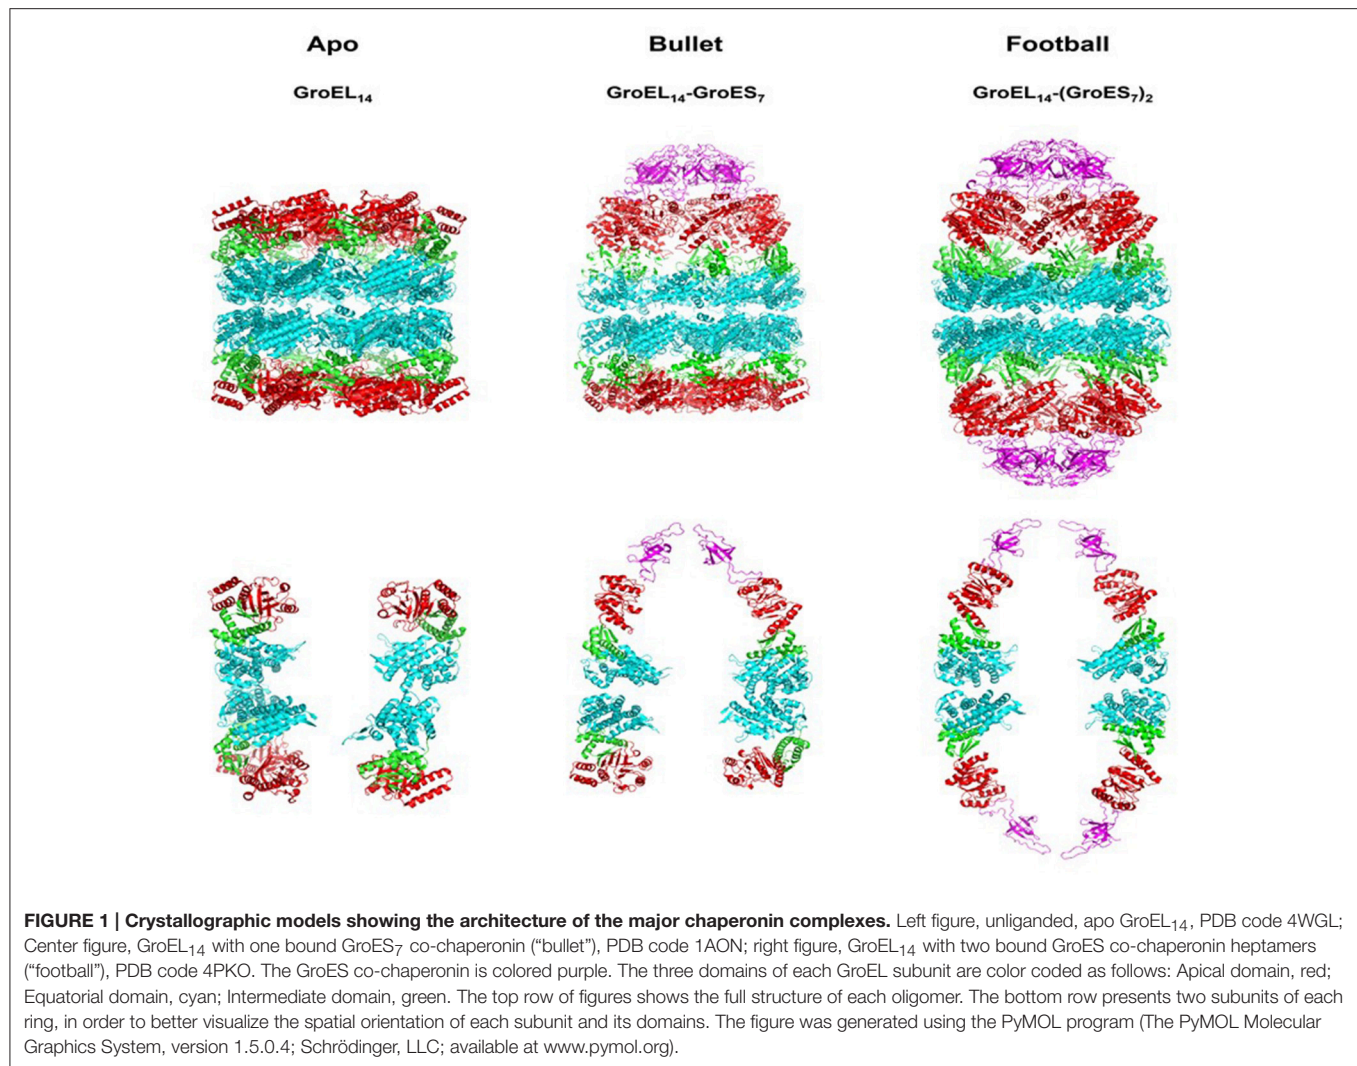 Apo Bullet Football
GroEL14 GroEL14-GroES7 GroEL14-(GroES7)2
FIGURE 1 | Crystallographic models showing the architecture of the major chaperonin complexes. Left figure, unliganded, apo GroEL14, PDB code 4WGL;
Center figure, GroEL14 with one bound GroES7 co-chaperonin (“bullet”), PDB code 1AON; right figure, GroEL14 with two bound GroES co-chaperonin heptamers
(“football”), PDB code 4PKO. The GroES co-chaperonin is colored purple. The three domains of each GroEL subunit are color coded as follows: Apical domain, red;
Equatorial domain, cyan; Intermediate domain, green. The top row of figures shows the full structure of each oligomer. The bottom row presents two subunits of each
ring, in order to better visualize the spatial orientation of each subunit and its domains. The figure was generated using the PyMOL program (The PyMOL Molecular
Graphics System, version 1.5.0.4; Schrödinger, LLC; available at www.pymol.org).